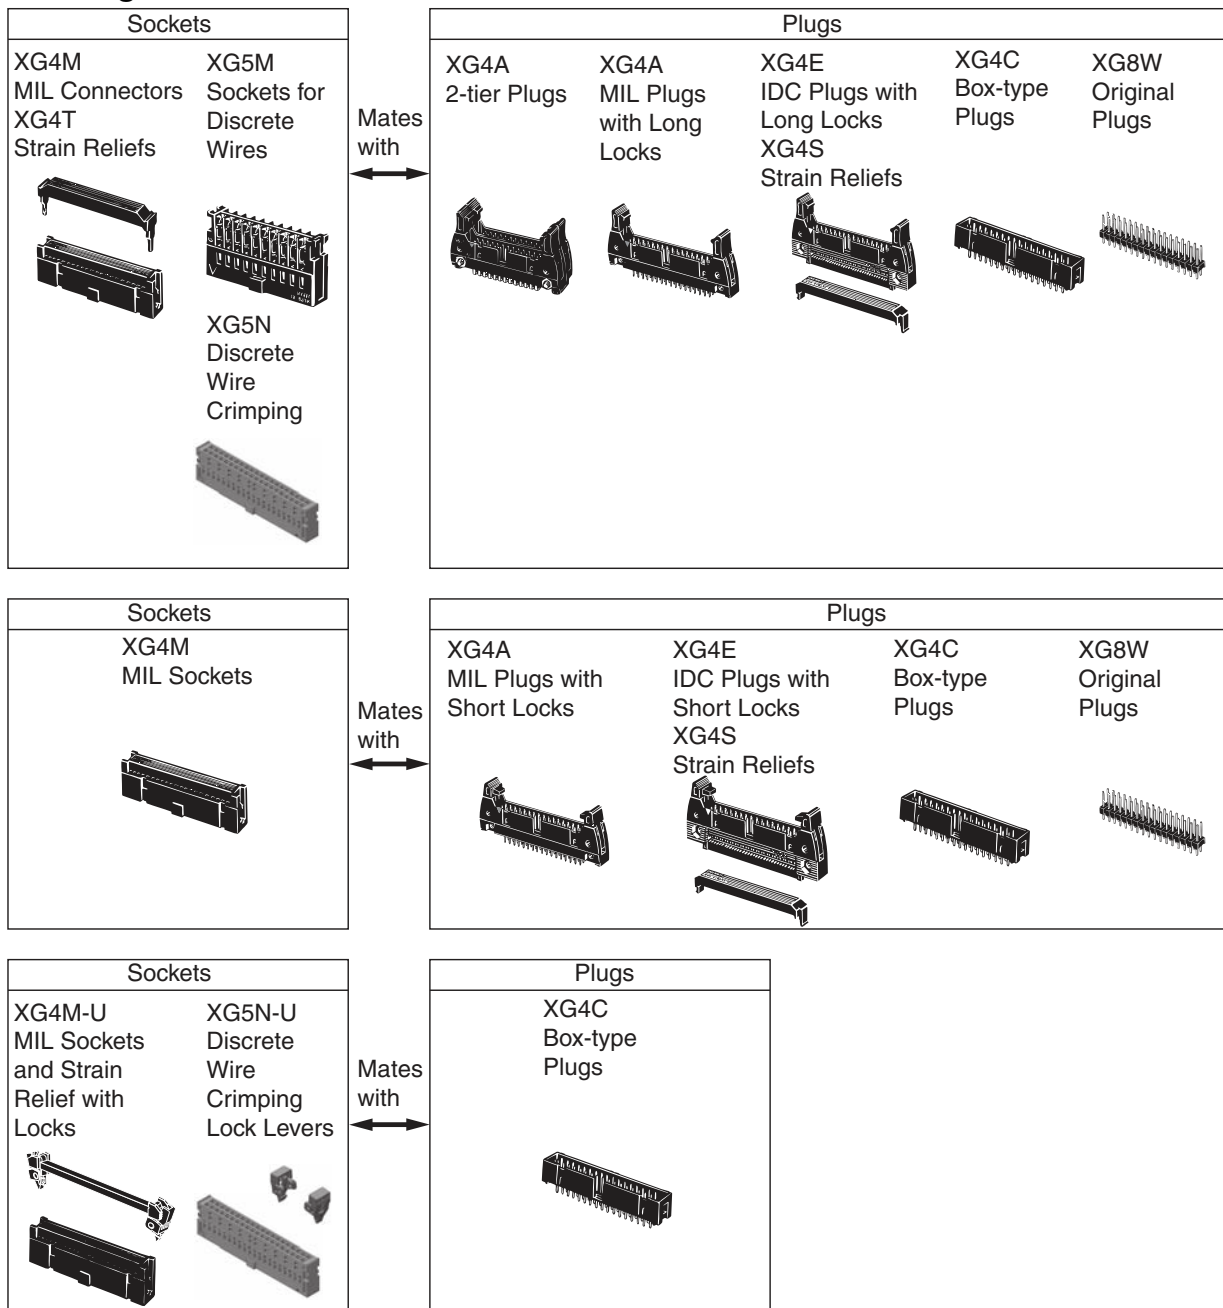 Sockets
XG4M
MIL Connectors
XG4T
Strain Reliefs
XG5M
Sockets for
Discrete
Wires
XG5N
Discrete
Wire
Crimping
Mates
with
Plugs
XG4A
2-tier Plugs
XG4A
MIL Plugs
with Long
Locks
XG4E
IDC Plugs with
Long Locks
XG4S
Strain Reliefs
XG4C
Box-type
Plugs
XG8W
Original
Plugs
Sockets
XG4M
MIL Sockets
Mates
with
Plugs
XG4A
MIL Plugs with
Short Locks
XG4E
IDC Plugs with
Short Locks
XG4S
Strain Reliefs
XG4C
Box-type
Plugs
XG8W
Original
Plugs
Sockets
XG4M-U
MIL Sockets
and Strain
Relief with
Locks
XG5N-U
Discrete
Wire
Crimping
Lock Levers
Mates
with
Plugs
XG4C
Box-type
Plugs